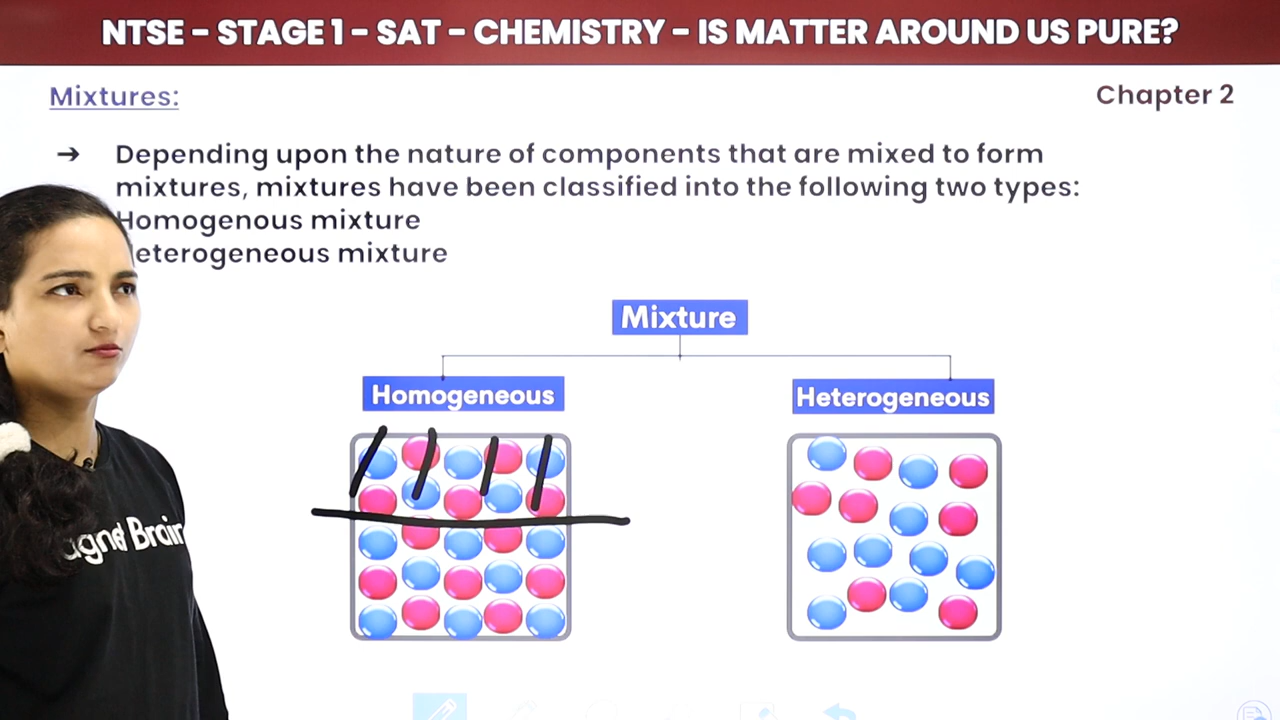 NTSE – STAGE 1 – SAT – CHEMISTRY – IS MATTER AROUND US PURE?
Mixtures:
Chapter 2
➔ Depending upon the nature of components that are mixed to form
mixtures, mixtures have been classified into the following two types:
Homogenous mixture
eterogeneous mixture
Mixture
Homogeneous
Heterogeneous
agnet Brain